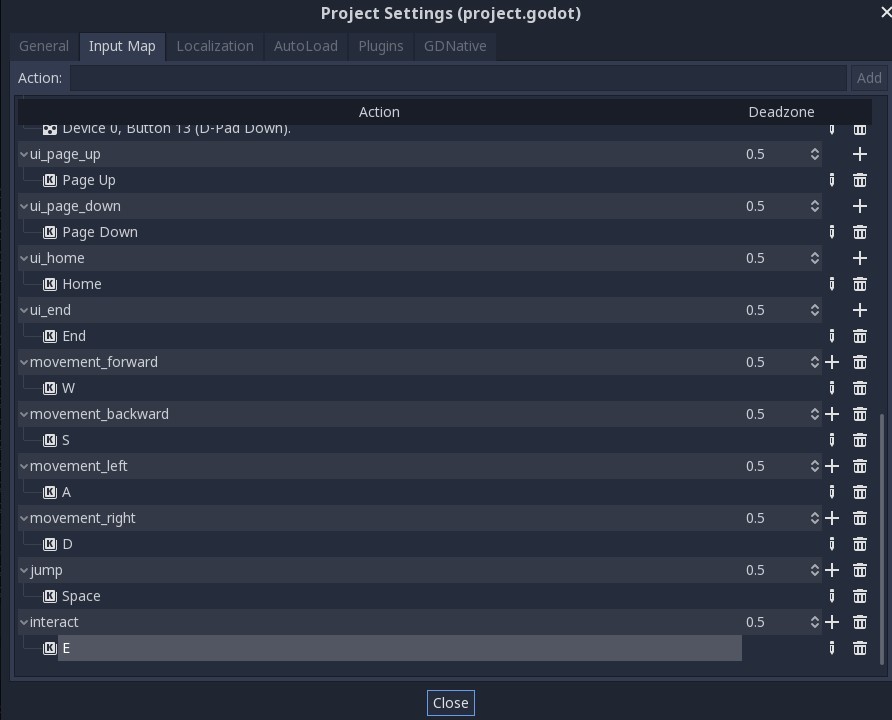 Project Settings (project.godot)
General Input Map Localization AutoLoad Plugins GDNative
Action: Add
Action Deadzone
Device 0, Button 13 (D-Pad Down).
ui_page_up 0.5
Page Up
ui_page_down 0.5
Page Down
ui_home 0.5
Home
ui_end 0.5
End
movement_forward 0.5
W
movement_backward 0.5
S
movement_left 0.5
A
movement_right 0.5
D
jump 0.5
Space
interact 0.5
E
Close